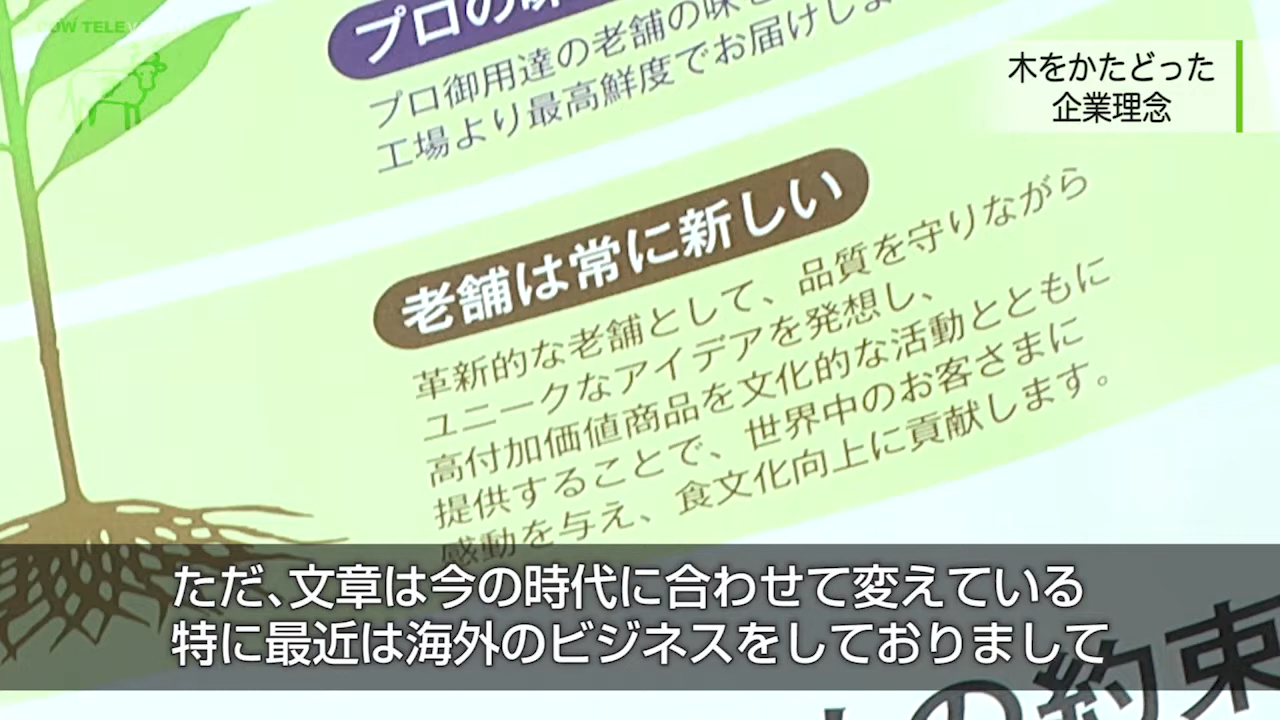 COW TELEV
プロの味
プロ御用達の老舗の味を
工場より最高鮮度でお届けしま
木をかたどった
企業理念
老舗は常に新しい
革新的な老舗として、品質を守りながら
ユニークなアイデアを発想し、
高付加価値商品を文化的な活動とともに
提供することで、世界中のお客さまに
感動を与え、食文化向上に貢献します。
ただ、文章は今の時代に合わせて変えている
特に最近は海外のビジネスをしておりまして
の約束